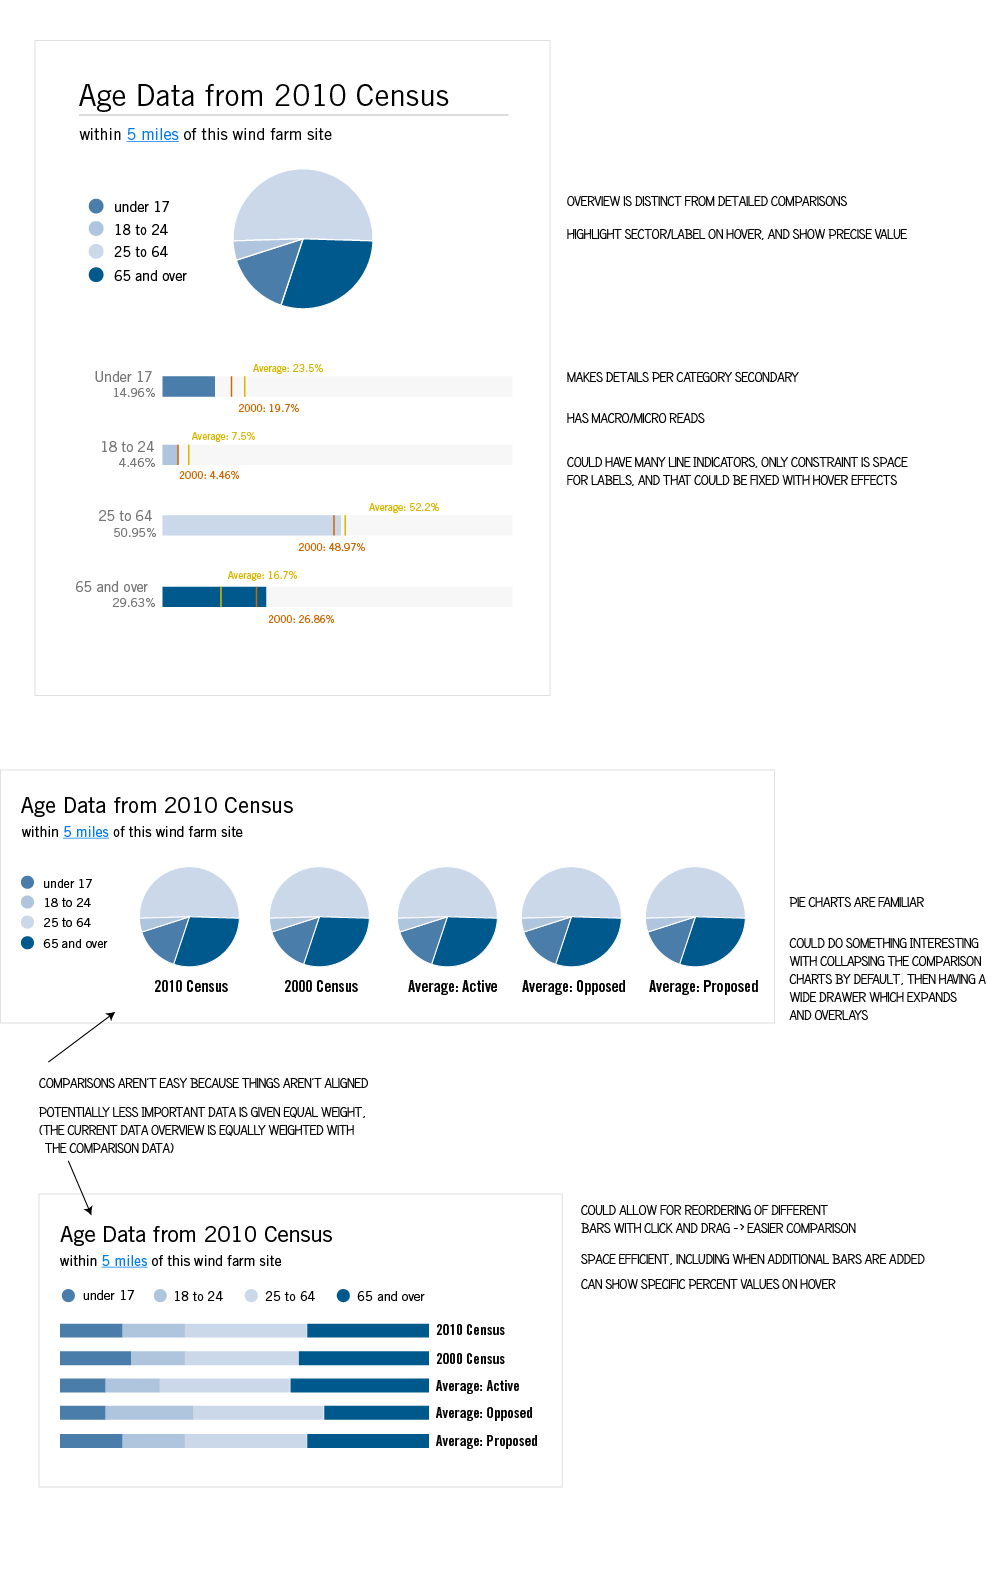 Age Data from 2010 Census
within 5 miles of this wind farm site
under 17
18 to 24
25 to 64
65 and over
OVERVIEW IS DISTINCT FROM DETAILED COMPARISONS
HIGHLIGHT SECTOR/LABEL ON HOVER, AND SHOW PRECISE VALUE
Average: 23.5%
Under 17
14.96%
2000: 19.7%
Average: 7.5%
18 to 24
4.46%
2000: 4.46%
Average: 52.2%
25 to 64
50.95%
2000: 48.97%
Average: 16.7%
65 and over
29.63%
2000: 26.86%
MAKES DETAILS PER CATEGORY SECONDARY
HAS MACRO/MICRO READS
COULD HAVE MANY LINE INDICATORS, ONLY CONSTRAINT IS SPACE
FOR LABELS, AND THAT COULD BE FIXED WITH HOVER EFFECTS
Age Data from 2010 Census
within 5 miles of this wind farm site
under 17
18 to 24
25 to 64
65 and over
2010 Census
2000 Census
Average: Active
Average: Opposed
Average: Proposed
PIE CHARTS ARE FAMILIAR
COULD DO SOMETHING INTERESTING
WITH COLLAPSING THE COMPARISON
CHARTS BY DEFAULT, THEN HAVING A
WIDE DRAWER WHICH EXPANDS
AND OVERLAYS
COMPARISONS AREN'T EASY BECAUSE THINGS AREN'T ALIGNED
POTENTIALLY LESS IMPORTANT DATA IS GIVEN EQUAL WEIGHT,
(THE CURRENT DATA OVERVIEW IS EQUALLY WEIGHTED WITH
THE COMPARISON DATA)
Age Data from 2010 Census
within 5 miles of this wind farm site
under 17
18 to 24
25 to 64
65 and over
2010 Census
2000 Census
Average: Active
Average: Opposed
Average: Proposed
COULD ALLOW FOR REORDERING OF DIFFERENT
BARS WITH CLICK AND DRAG -> EASIER COMPARISON
SPACE EFFICIENT, INCLUDING WHEN ADDITIONAL BARS ARE ADDED
CAN SHOW SPECIFIC PERCENT VALUES ON HOVER